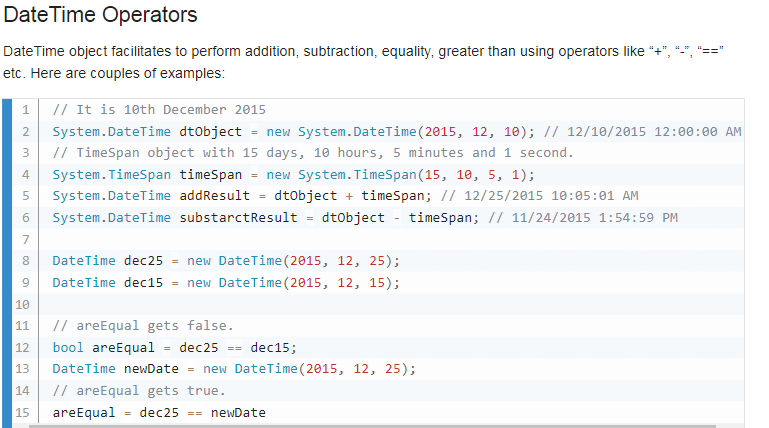 DateTime Operators
DateTime object facilitates to perform addition, subtraction, equality, greater than using operators like “+”, “-”, “==”
etc. Here are couples of examples:
1 // It is 10th December 2015
2 System.DateTime dtObject = new System.DateTime(2015, 12, 10); // 12/10/2015 12:00:00 AM
3 // TimeSpan object with 15 days, 10 hours, 5 minutes and 1 second.
4 System.TimeSpan timeSpan = new System.TimeSpan(15, 10, 5, 1);
5 System.DateTime addResult = dtObject + timeSpan; // 12/25/2015 10:05:01 AM
6 System.DateTime substarctResult = dtObject - timeSpan; // 11/24/2015 1:54:59 PM
7
8 DateTime dec25 = new DateTime(2015, 12, 25);
9 DateTime dec15 = new DateTime(2015, 12, 15);
10
11 // areEqual gets false.
12 bool areEqual = dec25 == dec15;
13 DateTime newDate = new DateTime(2015, 12, 25);
14 // areEqual gets true.
15 areEqual = dec25 == newDate